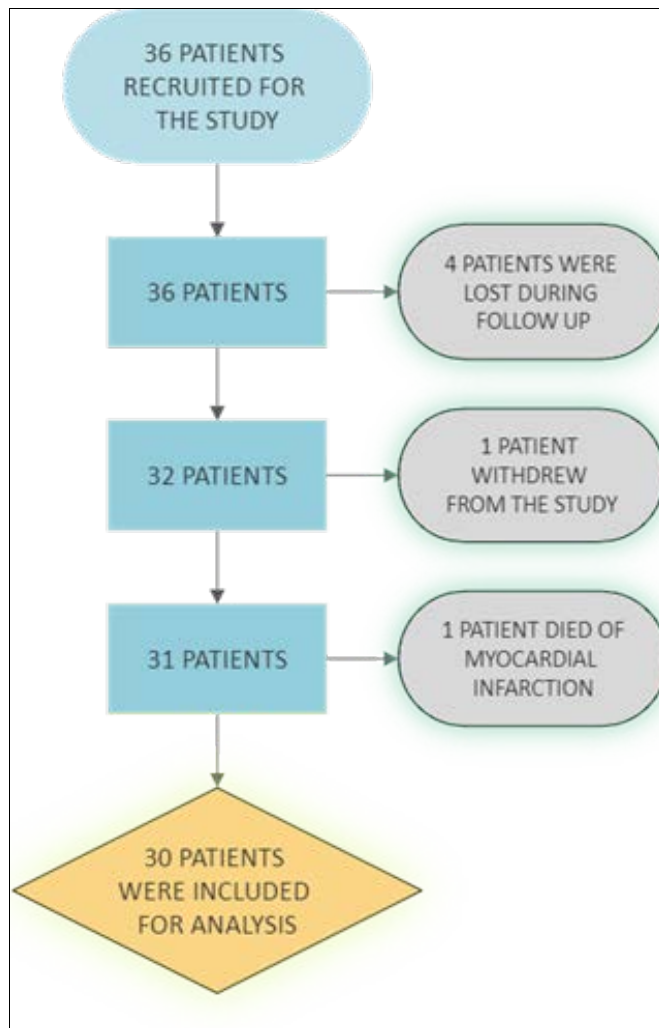 36 PATIENTS
RECRUITED FOR
THE STUDY
36 PATIENTS
4 PATIENTS WERE
LOST DURING
FOLLOW UP
32 PATIENTS
1 PATIENT
WITHDREW
FROM THE STUDY
31 PATIENTS
1 PATIENT DIED OF
MYOCARDIAL
INFARCTION
30 PATIENTS
WERE INCLUDED
FOR ANALYSIS